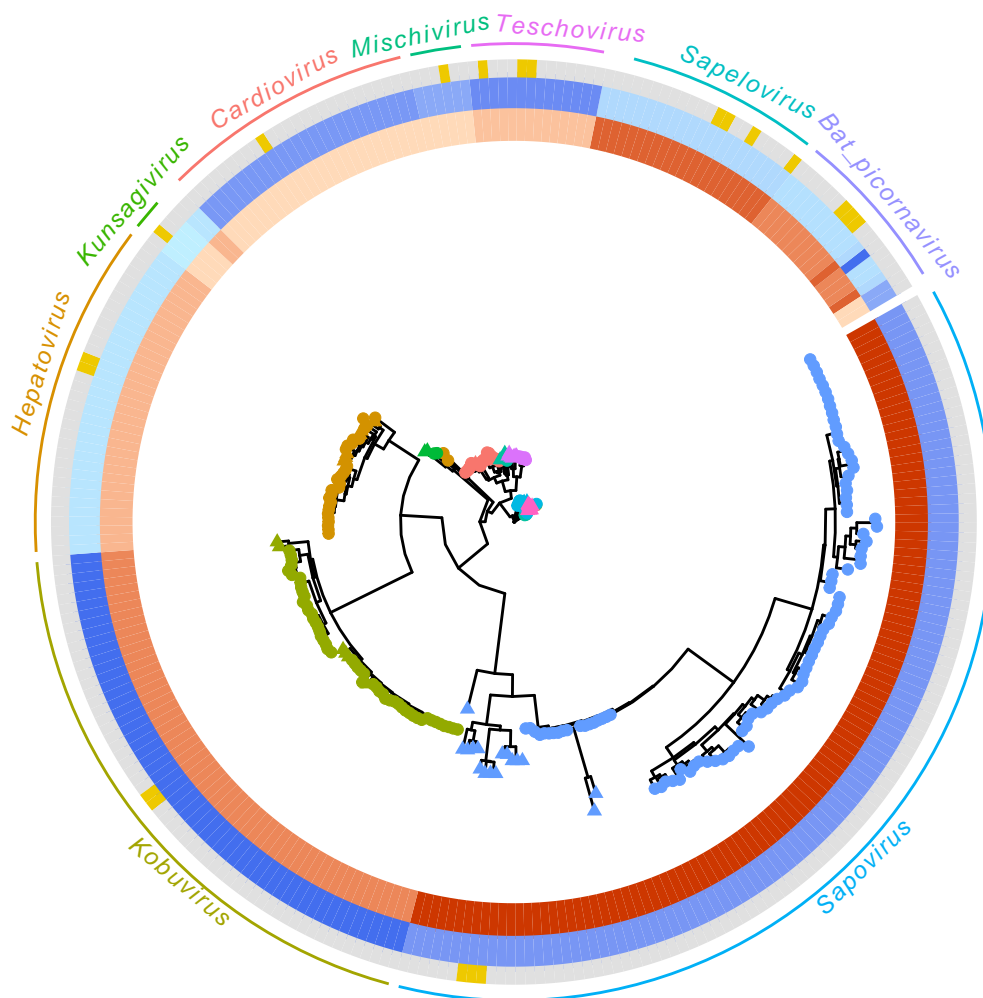 Mischivirus
Teschovirus
Cardiovirus
Sapelovirus
Kunsagivirus
Bat_picornavirus
Hepatovirus
Kobuvirus
Sapovirus